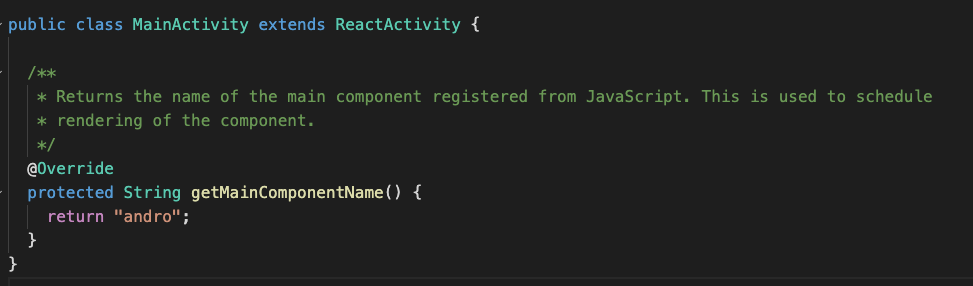 public class MainActivity extends ReactActivity {
/**
* Returns the name of the main component registered from JavaScript. This is used to schedule
* rendering of the component.
*/
@Override
protected String getMainComponentName() {
return "andro";
}
}